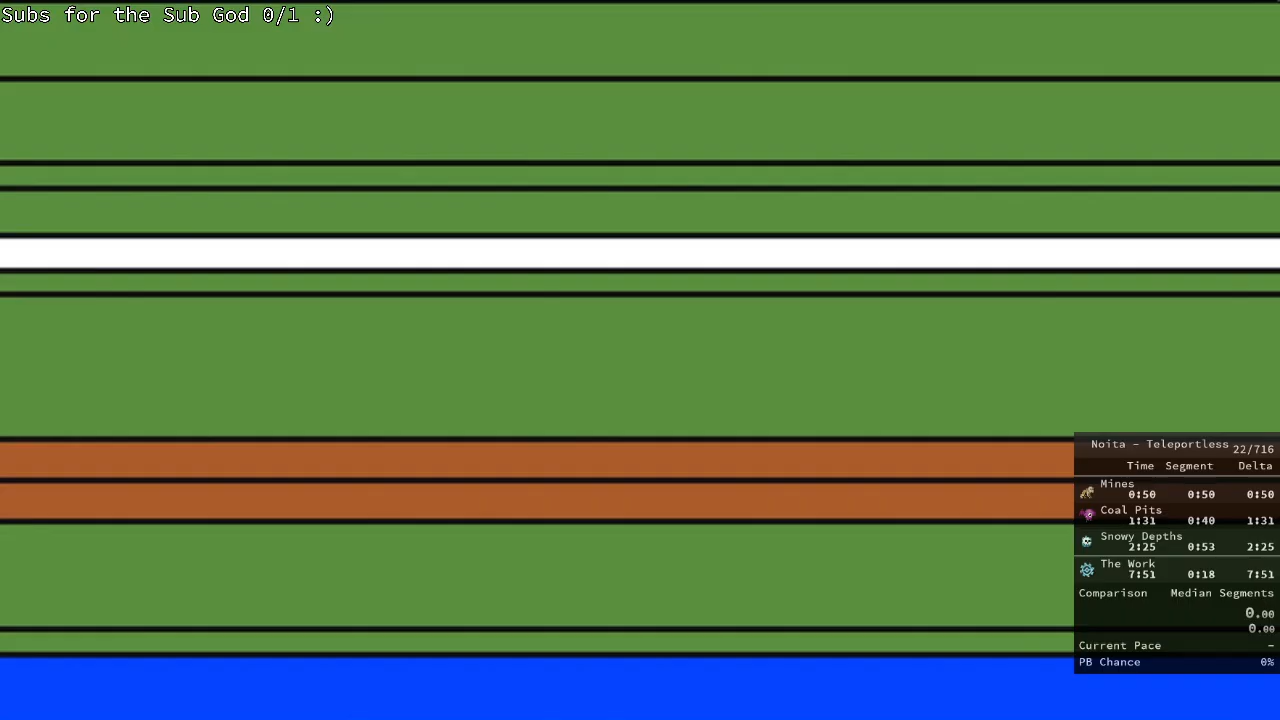 Subs for the Sub God 0/1 :)
Noita - Teleportless 22/716
Time Segment Delta
Mines
0:50 0:50 0:50
Coal Pits
1:31 0:40 1:31
Snowy Depths
2:25 0:53 2:25
The Work
7:51 0:18 7:51
Comparison Median Segments
0.00
0.00
Current Pace -
PB Chance 0%